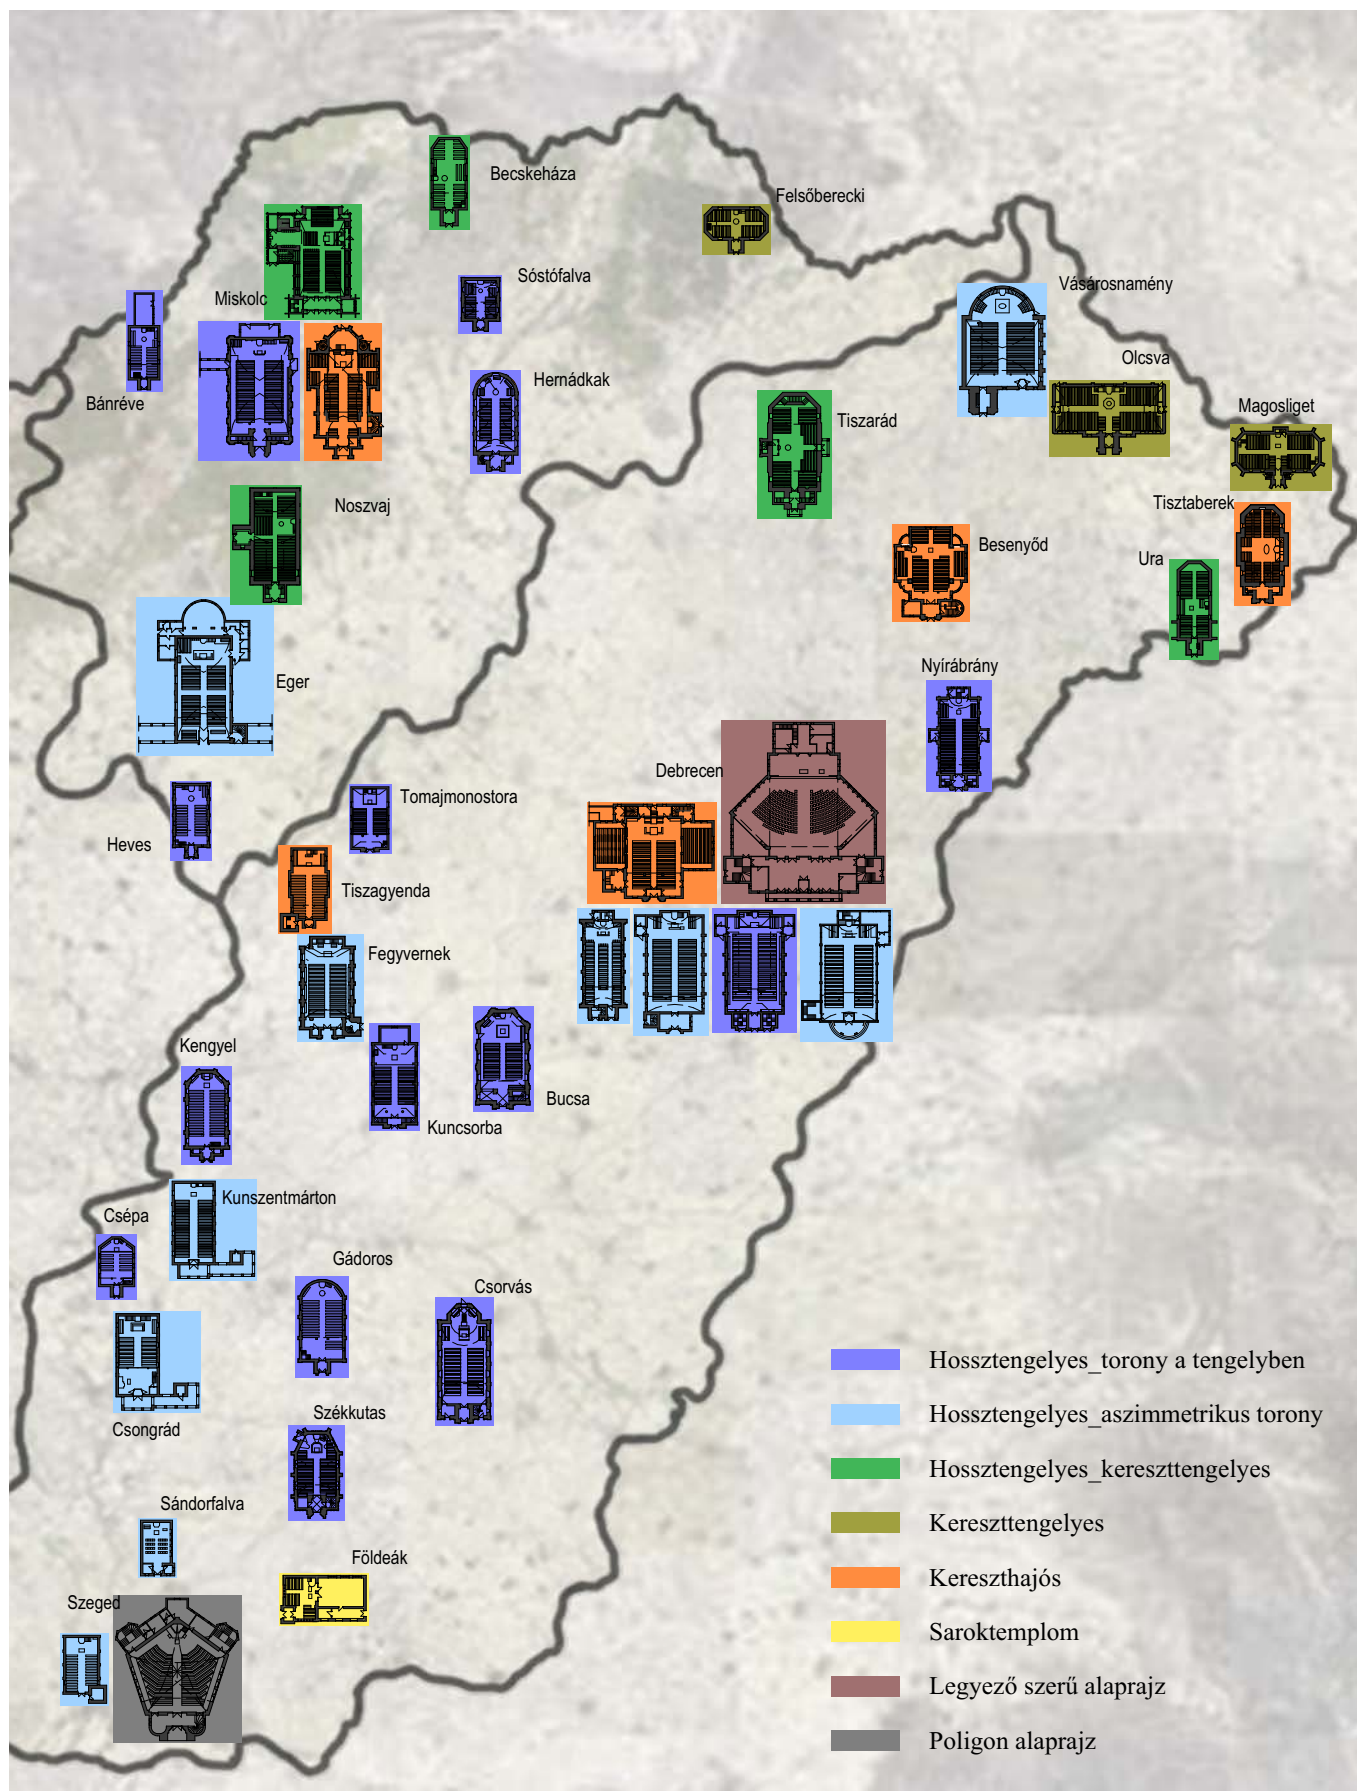 Becskeháza
Felsőberecki
Sóstófalva
Vásárosnamény
Miskolc
Olcsva
Hernádkak
Bánréve
Magosliget
Tiszarád
Noszvaj
Tisztaberek
Besenyőd
Ura
Nyírábrány
Eger
Debrecen
Tomajmonostora
Heves
Tiszagyenda
Fegyvernek
Kengyel
Bucsa
Kuncsorba
Kunszentmárton
Csépa
Gádoros
Csorvás
Székkutas
Csongrád
Sándorfalva
Földeák
Szeged
Hossztengelyes_torony a tengelyben
Hossztengelyes_aszimmetrikus torony
Hossztengelyes_kereszttengelyes
Kereszttengelyes
Kereszthajós
Saroktemplom
Legyező szerű alaprajz
Poligon alaprajz